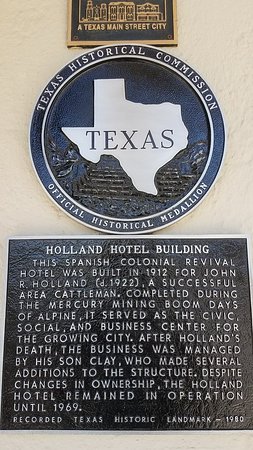 A TEXAS MAIN STREET CITY
TEXAS HISTORICAL COMMISSION
TEXAS
OFFICIAL HISTORICAL MEDALLION
HOLLAND HOTEL BUILDING
THIS SPANISH COLONIAL REVIVAL
HOTEL WAS BUILT IN 1912 FOR JOHN
R. HOLLAND (d. 1922), A SUCCESSFUL
AREA CATTLEMAN. COMPLETED DURING
THE MERCURY MINING BOOM DAYS
OF ALPINE, IT SERVED AS THE CIVIC,
SOCIAL, AND BUSINESS CENTER FOR
THE GROWING CITY. AFTER HOLLAND'S
DEATH, THE BUSINESS WAS MANAGED
BY HIS SON CLAY, WHO MADE SEVERAL
ADDITIONS TO THE STRUCTURE. DESPITE
CHANGES IN OWNERSHIP, THE HOLLAND
HOTEL REMAINED IN OPERATION
UNTIL 1969.
RECORDED TEXAS HISTORIC LANDMARK – 1980